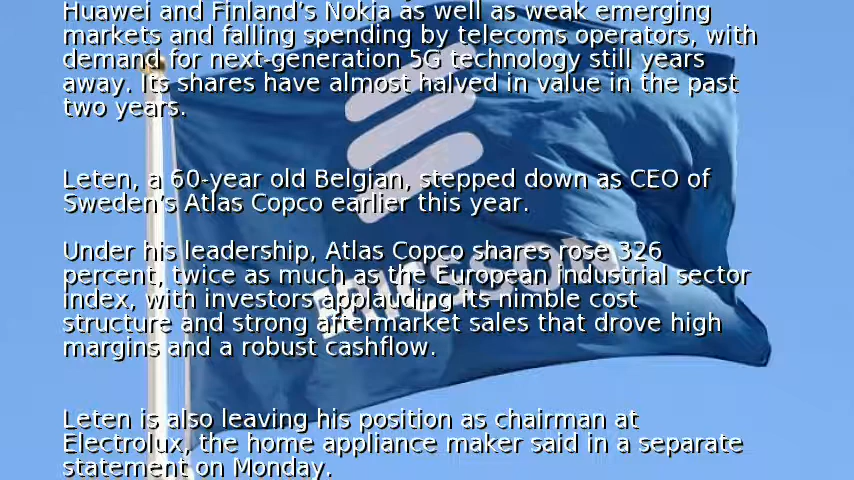 Huawei and Finland's Nokia as well as weak emerging
markets and falling spending by telecoms operators, with
demand for next-generation 5G technology still years
away. Its shares have almost halved in value in the past
two years.
Leten, a 60-year old Belgian, stepped down as CEO of
Sweden's Atlas Copco earlier this year.
Under his leadership, Atlas Copco shares rose 326
percent, twice as much as the European industrial sector
index, with investors applauding its nimble cost
structure and strong aftermarket sales that drove high
margins and a robust cashflow.
Leten is also leaving his position as chairman at
Electrolux, the home appliance maker said in a separate
statement on Monday.
ERICSSON